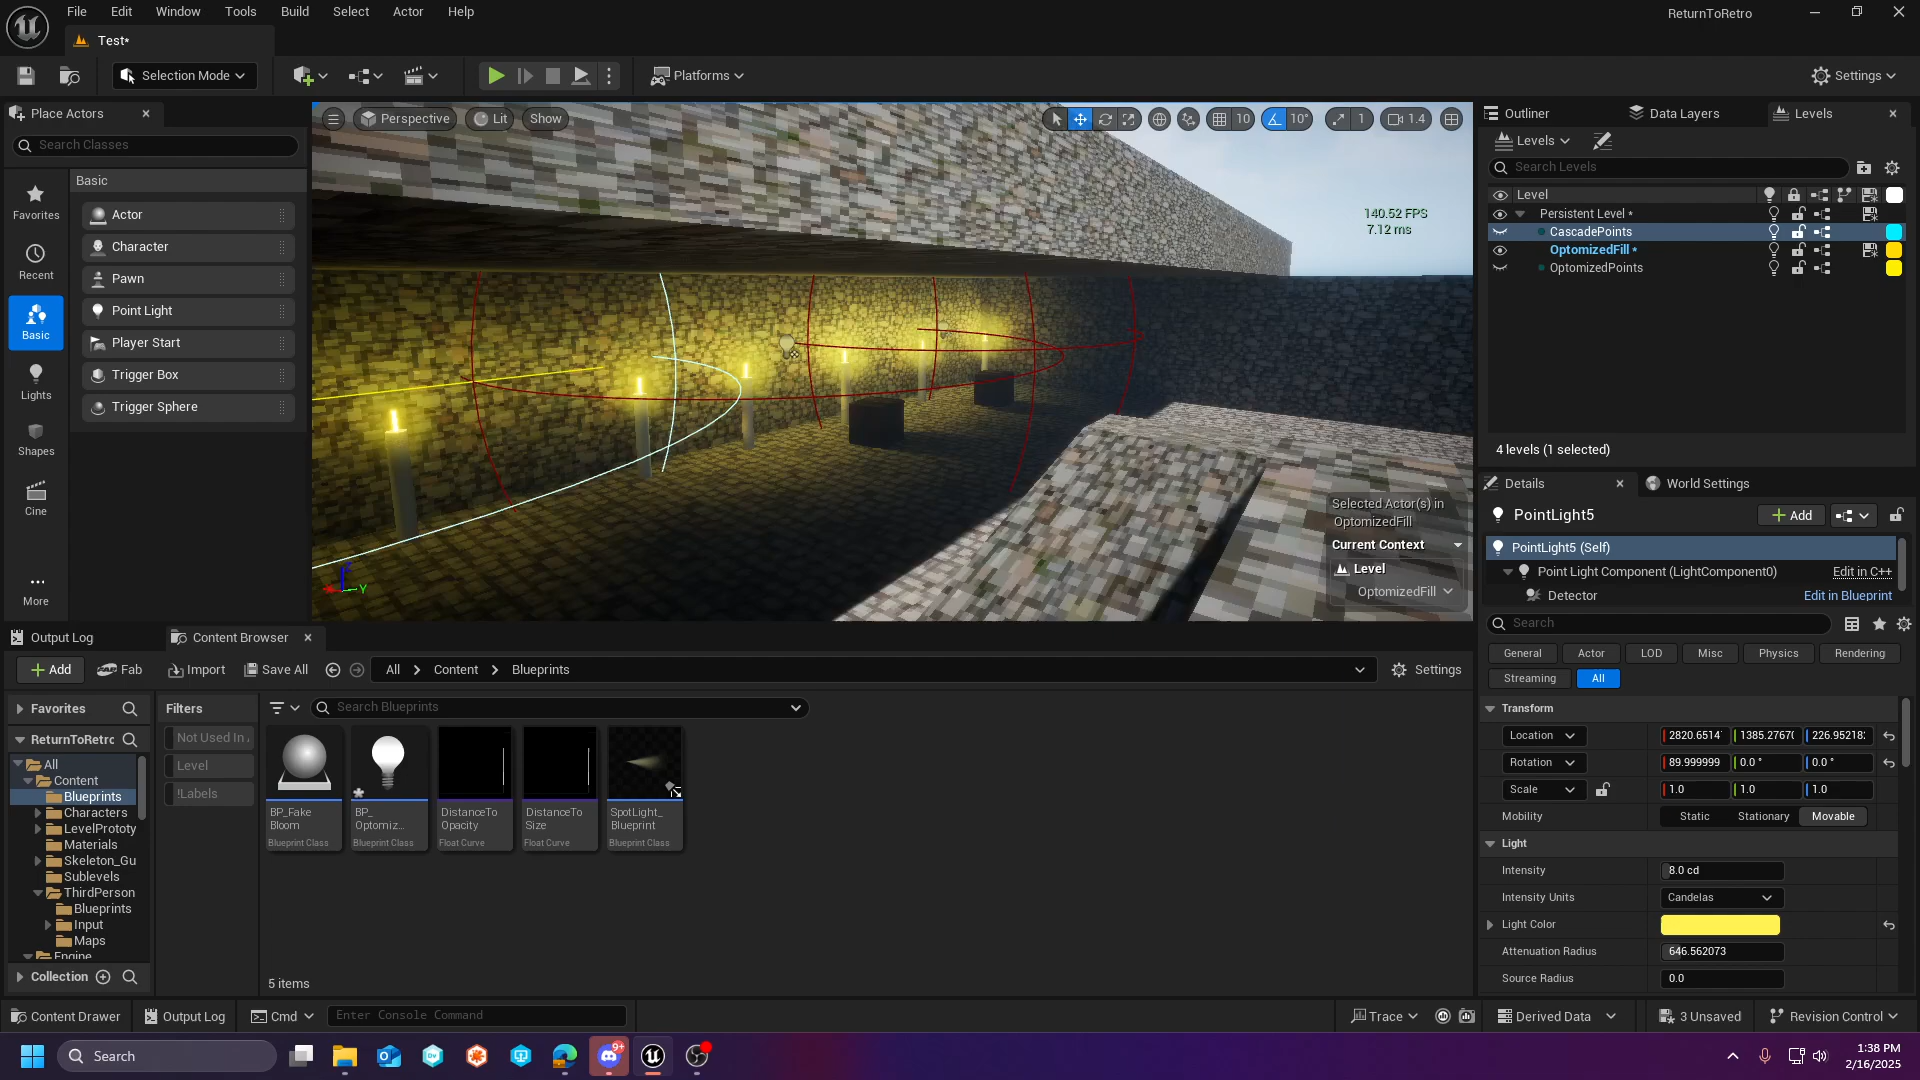 File Edit Window Tools Build Select Actor Help
ReturnToRetro
Test*
Selection Mode
Platforms
Settings
Place Actors
Search Classes
Favorites
Recent
Basic
Lights
Shapes
Cine
More
Basic
Actor
Character
Pawn
Point Light
Player Start
Trigger Box
Trigger Sphere
Perspective Lit Show
10 10° 1 1.4
140.52 FPS
7.12 ms
Y
Selected Actor(s) in
OptomizedFill
Current Context
Level
OptomizedFill
Outliner Data Layers Levels
Levels
Search Levels
Level
Persistent Level *
CascadePoints
OptomizedFill *
OptomizedPoints
4 levels (1 selected)
Details World Settings
PointLight5
Add
PointLight5 (Self)
Point Light Component (LightComponent0) Edit in C++
Detector Edit in Blueprint
Search
General Actor LOD Misc Physics Rendering
Streaming All
Transform
Location 2820.6514 1385.2767( 226.95218:
Rotation 89.999999 0.0 ° 0.0 °
Scale 1.0 1.0 1.0
Mobility Static Stationary Movable
Light
Intensity 8.0 cd
Intensity Units Candelas
Light Color
Attenuation Radius 646.562073
Source Radius 0.0
Output Log Content Browser
Add Fab Import Save All All Content Blueprints Settings
Favorites
ReturnToRetro
All
Content
Blueprints
Characters
LevelPrototy
Materials
Skeleton_Gu
Sublevels
ThirdPerson
Blueprints
Input
Maps
Engine
Collection
Filters
Not Used In
Level
!Labels
Search Blueprints
BP_Fake
Bloom
Blueprint Class
BP_
Optomiz...
Blueprint Class
DistanceTo
Opacity
Float Curve
DistanceTo
Size
Float Curve
SpotLight_
Blueprint
Blueprint Class
5 items
Content Drawer Output Log Cmd Enter Console Command
Trace Derived Data 3 Unsaved Revision Control
Search
9+
1:38 PM
2/16/2025